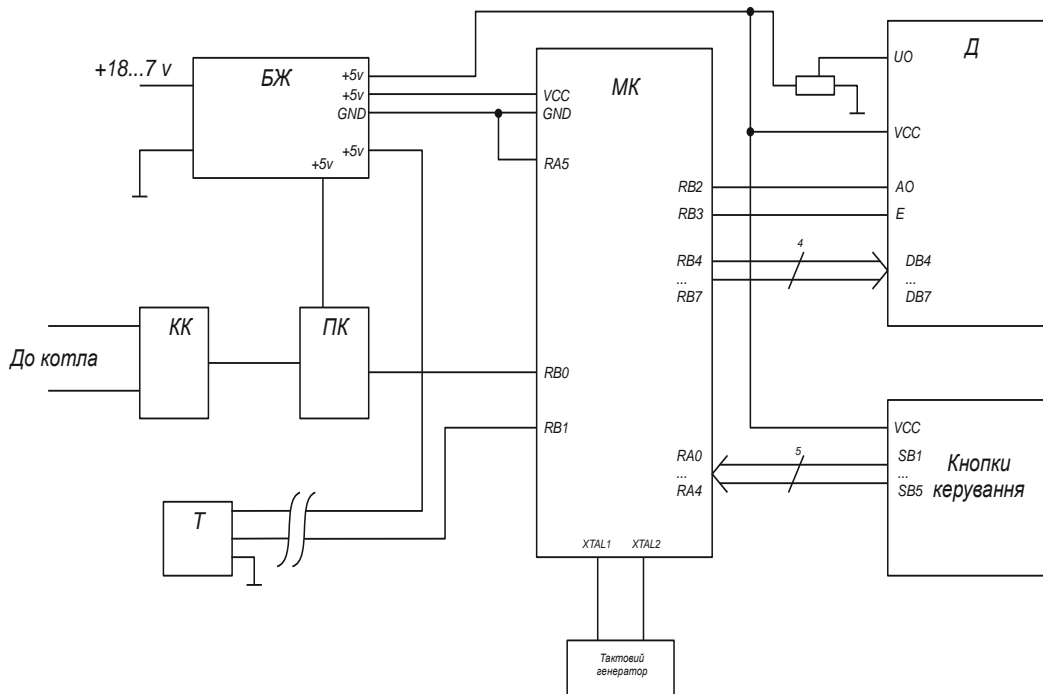 +18...7 v
БЖ
+5v
+5v
GND
+5v
+5v
МК
VCC
GND
RA5
RB2
RB3
RB4
...
RB7
RB0
RB1
RA0
...
RA4
XTAL1
XTAL2
Д
UO
VCC
AO
E
4
DB4
...
DB7
КК
ПК
До котла
Т
5
VCC
SB1
...
SB5
Кнопки
керування
Тактовий
генератор